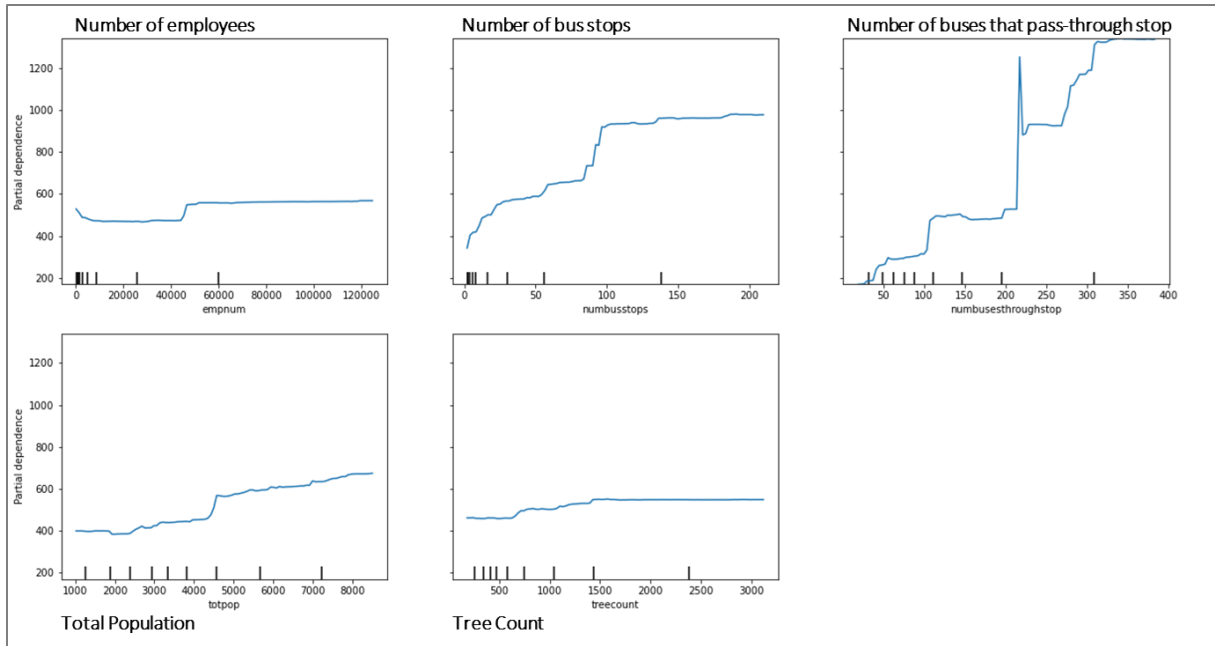 Number of employees
Number of bus stops
Number of buses that pass-through stop
Partial dependence
1200
1000
800
600
400
200
0 20000 40000 60000 80000 100000 120000
empnum
0 50 100 150 200
numbusstops
50 100 150 200 250 300 350 400
numbusesthroughstop
Partial dependence
1200
1000
800
600
400
200
1000 2000 3000 4000 5000 6000 7000 8000
totpop
500 1000 1500 2000 2500 3000
treecount
Total Population
Tree Count